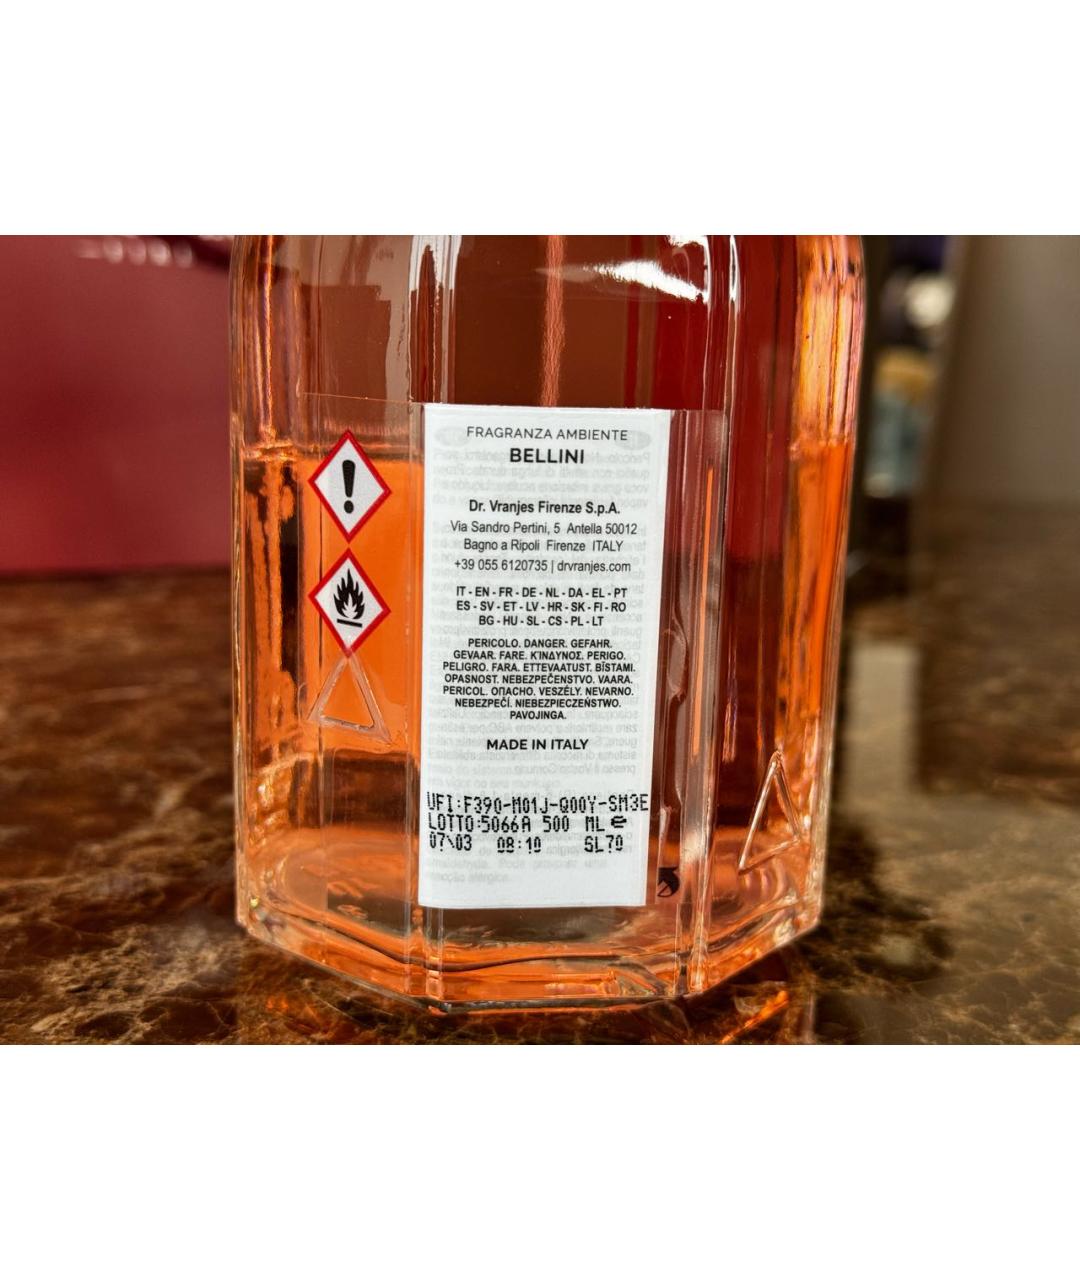 FRAGRANZA AMBIENTE
BELLINI
Dr. Vranjes Firenze S.p.A.
Via Sandro Pertini, 5 Antella 50012
Bagno a Ripoli Firenze ITALY
+39 055 6120735 | drvranjes.com
IT - EN - FR - DE - NL - DA - EL - PT
ES - SV - ET - LV - HR - SK - FI - RO
BG - HU - SL - CS - PL - LT
PERICOLO. DANGER. GEFAHR.
GEVAAR. FARE. ΚΊΝΔΥΝΟΣ. PERIGO.
PELIGRO. FARA. ETTEVAATUST. BĪSTAMI.
OPASNOST. NEBEZPEČENSTVO. VAARA.
PERICOL. ОПАСНО. VESZÉLY. NEVARNO.
NEBEZPEČÍ. NIEBEZPIECZEŃSTWO.
PAVOJINGA.
MADE IN ITALY
UFI:F390-M01J-Q00Y-SM3E
LOTTO:5066A 500 ML e
07\03 08:10 SL70